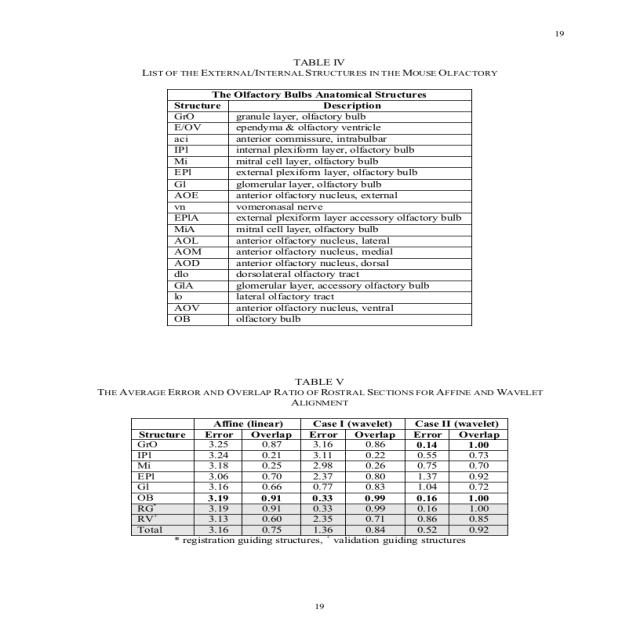 19
TABLE IV
LIST OF THE EXTERNAL/INTERNAL STRUCTURES IN THE MOUSE OLFACTORY
The Olfactory Bulbs Anatomical Structures
Structure Description
GrO granule layer, olfactory bulb
E/OV ependyma & olfactory ventricle
aci anterior commissure, intrabulbar
IPl internal plexiform layer, olfactory bulb
Mi mitral cell layer, olfactory bulb
EPl external plexiform layer, olfactory bulb
Gl glomerular layer, olfactory bulb
AOE anterior olfactory nucleus, external
vn vomeronasal nerve
EPlA external plexiform layer accessory olfactory bulb
MiA mitral cell layer, olfactory bulb
AOL anterior olfactory nucleus, lateral
AOM anterior olfactory nucleus, medial
AOD anterior olfactory nucleus, dorsal
dlo dorsolateral olfactory tract
GlA glomerular layer, accessory olfactory bulb
lo lateral olfactory tract
AOV anterior olfactory nucleus, ventral
OB olfactory bulb
TABLE V
THE AVERAGE ERROR AND OVERLAP RATIO OF ROSTRAL SECTIONS FOR AFFINE AND WAVELET
ALIGNMENT
Affine (linear) Case I (wavelet) Case II (wavelet)
Structure Error Overlap Error Overlap Error Overlap
GrO 3.25 0.87 3.16 0.86 0.14 1.00
IPl 3.24 0.21 3.11 0.22 0.55 0.73
Mi 3.18 0.25 2.98 0.26 0.75 0.70
EPl 3.06 0.70 2.37 0.80 1.37 0.92
Gl 3.16 0.66 0.77 0.83 1.04 0.72
OB 3.19 0.91 0.33 0.99 0.16 1.00
RG* 3.19 0.91 0.33 0.99 0.16 1.00
RV+ 3.13 0.60 2.35 0.71 0.86 0.85
Total 3.16 0.75 1.36 0.84 0.52 0.92
* registration guiding structures, + validation guiding structures
19